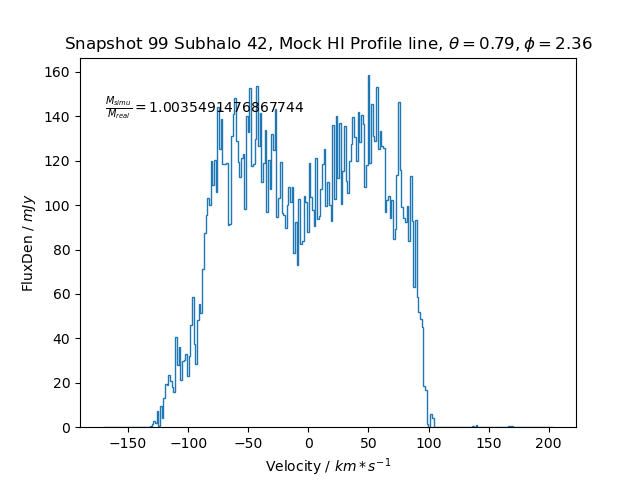 Snapshot 99 Subhalo 42, Mock HI Profile line, θ = 0.79, ϕ = 2.36
160
M_simu/M_real = 1.0035491476867744
140
120
100
80
60
40
20
0
FluxDen / mJy
−150 −100 −50 0 50 100 150 200
Velocity / km * s⁻¹